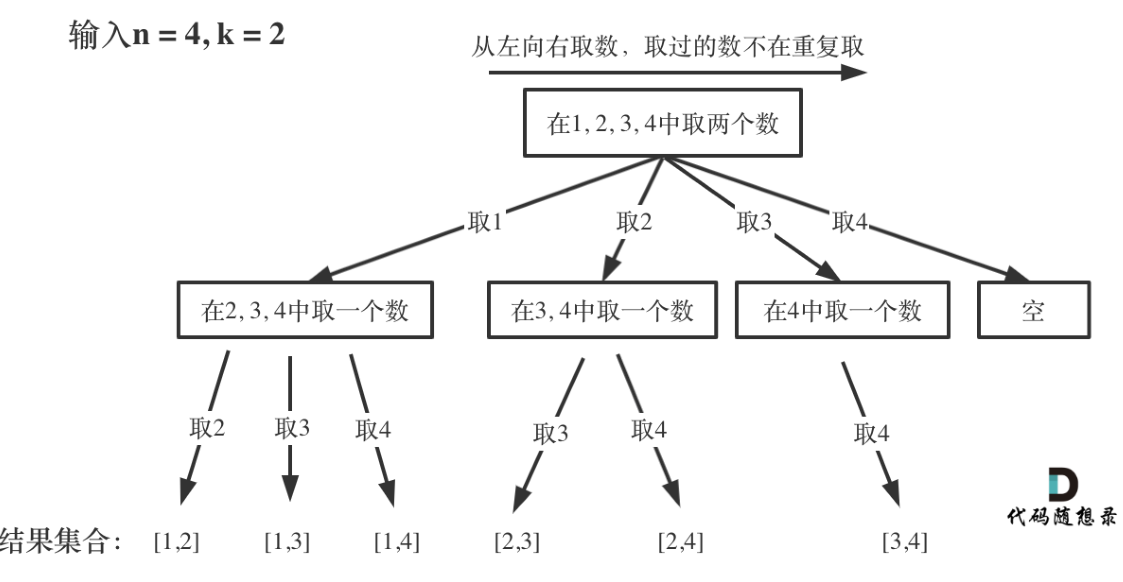 输入n = 4, k = 2
从左向右取数，取过的数不在重复取
在1, 2, 3, 4中取两个数
取1
取2
取3
取4
在2, 3, 4中取一个数
在3, 4中取一个数
在4中取一个数
空
取2
取3
取4
取3
取4
取4
结果集合：
[1,2]
[1,3]
[1,4]
[2,3]
[2,4]
[3,4]
代码随想录